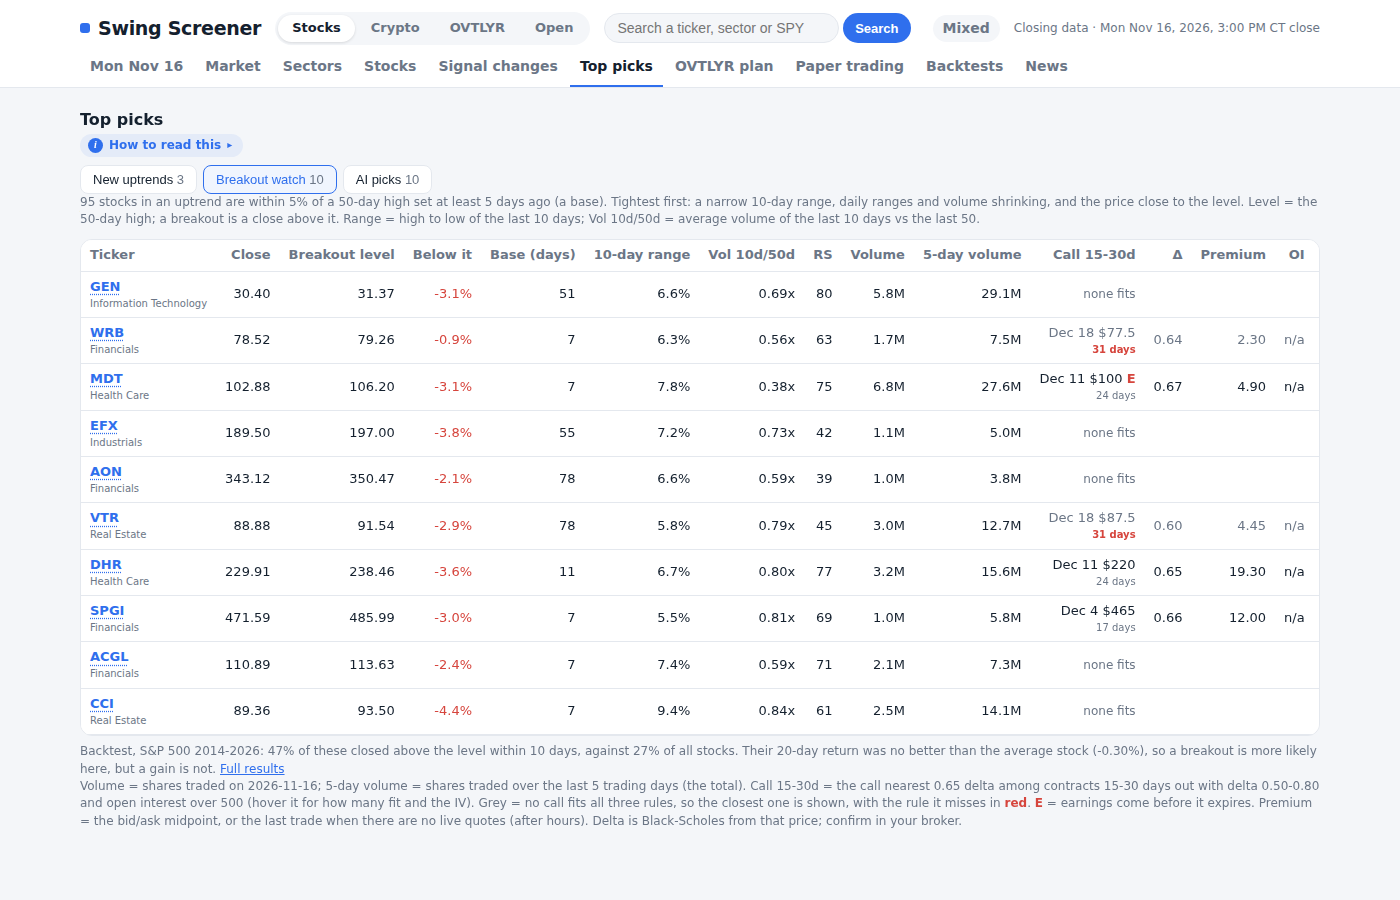 Swing Screener
Stocks Crypto OVTLYR Open
Search a ticker, sector or SPY
Search
Mixed
Closing data · Mon Nov 16, 2026, 3:00 PM CT close
Mon Nov 16 Market Sectors Stocks Signal changes Top picks OVTLYR plan Paper trading Backtests News
Top picks
i How to read this ▸
New uptrends 3 Breakout watch 10 AI picks 10
95 stocks in an uptrend are within 5% of a 50-day high set at least 5 days ago (a base). Tightest first: a narrow 10-day range, daily ranges and volume shrinking, and the price close to the level. Level = the
50-day high; a breakout is a close above it. Range = high to low of the last 10 days; Vol 10d/50d = average volume of the last 10 days vs the last 50.
Ticker Close Breakout level Below it Base (days) 10-day range Vol 10d/50d RS Volume 5-day volume Call 15-30d Δ Premium OI
GEN 30.40 31.37 -3.1% 51 6.6% 0.69x 80 5.8M 29.1M none fits
Information Technology
WRB 78.52 79.26 -0.9% 7 6.3% 0.56x 63 1.7M 7.5M Dec 18 $77.5 0.64 2.30 n/a
Financials 31 days
MDT 102.88 106.20 -3.1% 7 7.8% 0.38x 75 6.8M 27.6M Dec 11 $100 E 0.67 4.90 n/a
Health Care 24 days
EFX 189.50 197.00 -3.8% 55 7.2% 0.73x 42 1.1M 5.0M none fits
Industrials
AON 343.12 350.47 -2.1% 78 6.6% 0.59x 39 1.0M 3.8M none fits
Financials
VTR 88.88 91.54 -2.9% 78 5.8% 0.79x 45 3.0M 12.7M Dec 18 $87.5 0.60 4.45 n/a
Real Estate 31 days
DHR 229.91 238.46 -3.6% 11 6.7% 0.80x 77 3.2M 15.6M Dec 11 $220 0.65 19.30 n/a
Health Care 24 days
SPGI 471.59 485.99 -3.0% 7 5.5% 0.81x 69 1.0M 5.8M Dec 4 $465 0.66 12.00 n/a
Financials 17 days
ACGL 110.89 113.63 -2.4% 7 7.4% 0.59x 71 2.1M 7.3M none fits
Financials
CCI 89.36 93.50 -4.4% 7 9.4% 0.84x 61 2.5M 14.1M none fits
Real Estate
Backtest, S&P 500 2014-2026: 47% of these closed above the level within 10 days, against 27% of all stocks. Their 20-day return was no better than the average stock (-0.30%), so a breakout is more likely
here, but a gain is not. Full results
Volume = shares traded on 2026-11-16; 5-day volume = shares traded over the last 5 trading days (the total). Call 15-30d = the call nearest 0.65 delta among contracts 15-30 days out with delta 0.50-0.80
and open interest over 500 (hover it for how many fit and the IV). Grey = no call fits all three rules, so the closest one is shown, with the rule it misses in red. E = earnings come before it expires. Premium
= the bid/ask midpoint, or the last trade when there are no live quotes (after hours). Delta is Black-Scholes from that price; confirm in your broker.